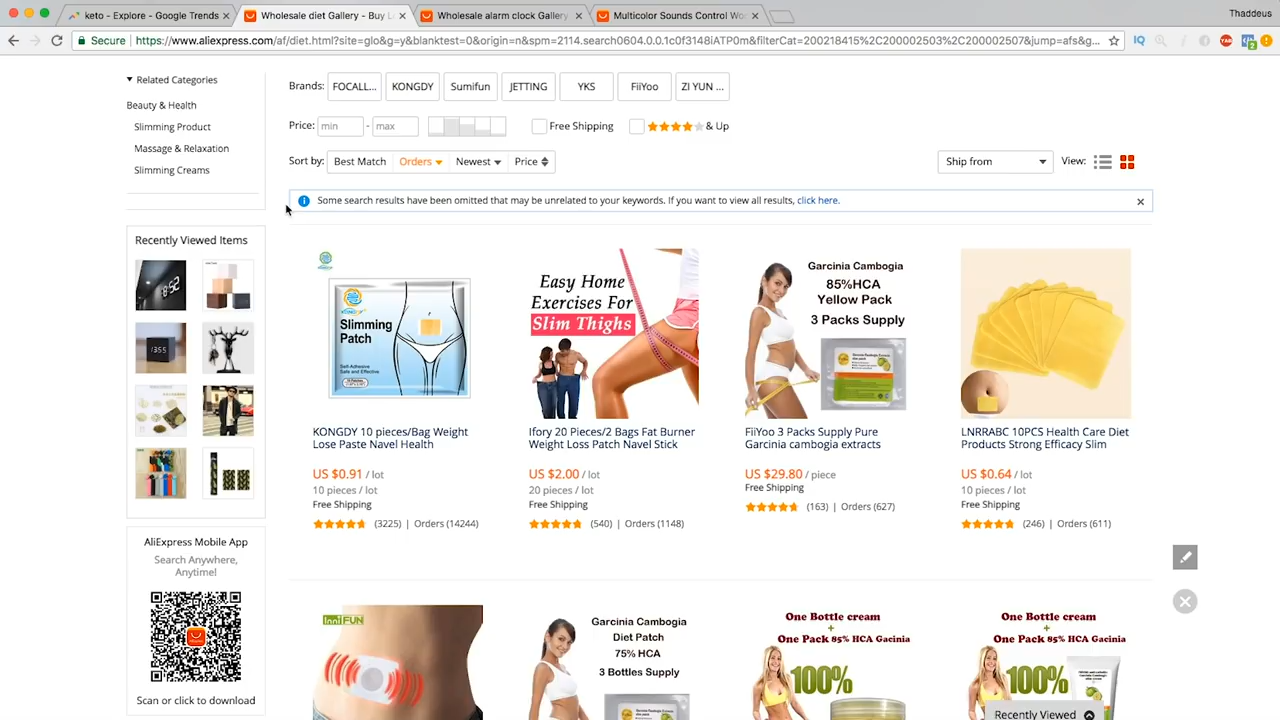 keto - Explore - Google Trends
Wholesale diet Gallery - Buy L
Wholesale alarm clock Gallery
Multicolor Sounds Control Wo
Thaddeus
Secure
https://www.aliexpress.com/af/diet.html?site=glo&g=y&blanktest=0&origin=n&spm=2114.search0604.0.0.1c0f3148iATP0m&filterCat=200218415%2C200002503%2C200002507&jump=afs&g...
Related Categories
Beauty & Health
Slimming Product
Massage & Relaxation
Slimming Creams
Brands:
FOCALL...
KONGDY
Sumifun
JETTING
YKS
FiiYoo
ZI YUN ...
Price:
min
-
max
Free Shipping
& Up
Sort by:
Best Match
Orders
Newest
Price
Ship from
View:
Some search results have been omitted that may be unrelated to your keywords. If you want to view all results, click here.
Recently Viewed Items
Slimming
Patch
Self-Adhesive
Safe and Effective
KONGDY 10 pieces/Bag Weight
Lose Paste Navel Health
US $0.91 / lot
10 pieces / lot
Free Shipping
(3225) | Orders (14244)
Easy Home
Exercises For
Slim Thighs
Ifory 20 Pieces/2 Bags Fat Burner
Weight Loss Patch Navel Stick
US $2.00 / lot
20 pieces / lot
Free Shipping
(540) | Orders (1148)
Garcinia Cambogia
85%HCA
Yellow Pack
3 Packs Supply
FiiYoo 3 Packs Supply Pure
Garcinia cambogia extracts
US $29.80 / piece
Free Shipping
(163) | Orders (627)
LNRRABC 10PCS Health Care Diet
Products Strong Efficacy Slim
US $0.64 / lot
10 pieces / lot
Free Shipping
(246) | Orders (611)
AliExpress Mobile App
Search Anywhere,
Anytime!
Scan or click to download
InniFUN
Garcinia Cambogia
Diet Patch
75% HCA
3 Bottles Supply
One Bottle cream
+
One Pack 85% HCA Gacinia
100%
One Bottle cream
+
One Pack 85% HCA Gacinia
100%
Recently Viewed